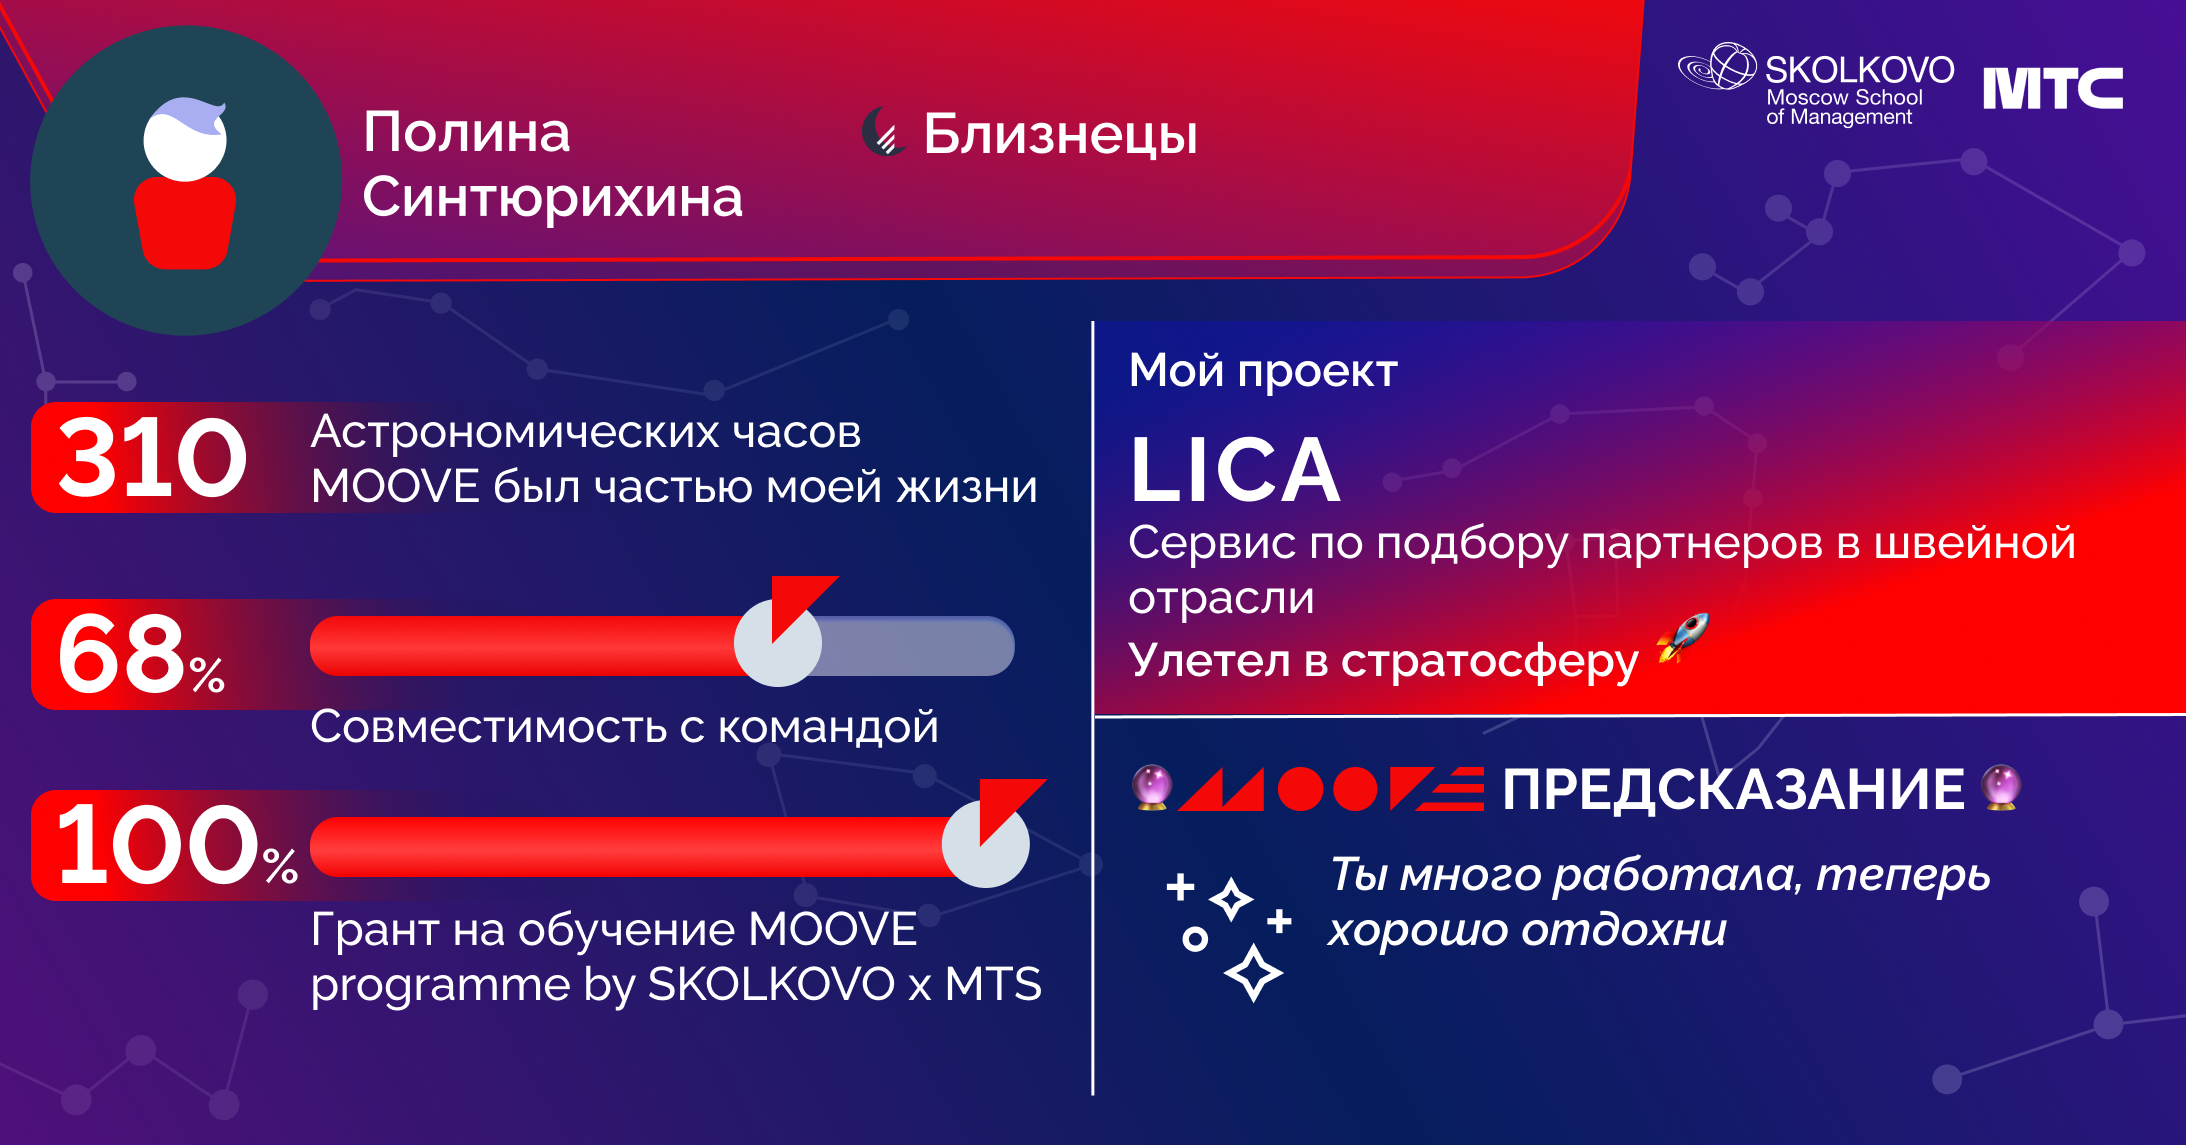 Полина
Синтюрихина
Близнецы
SKOLKOVO
Moscow School
of Management
МТС
310
Астрономических часов
MOOVE был частью моей жизни
68%
Совместимость с командой
100%
Грант на обучение MOOVE
programme by SKOLKOVO x MTS
Мой проект
LICA
Сервис по подбору партнеров в швейной
отрасли
Улетел в стратосферу
MOOVE ПРЕДСКАЗАНИЕ
Ты много работала, теперь
хорошо отдохни